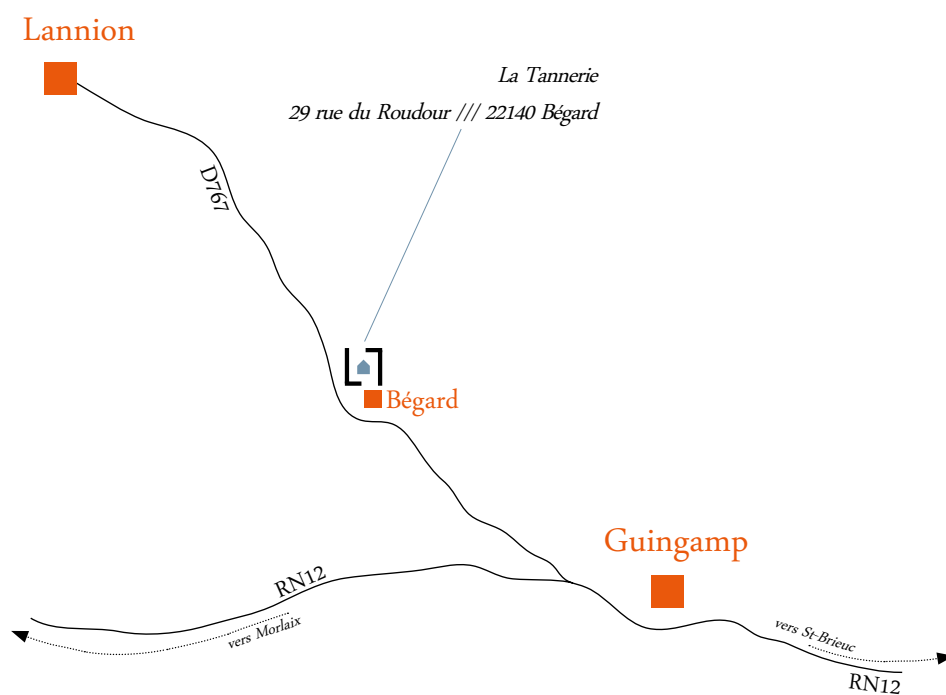 Lannion
La Tannerie
29 rue du Roudour /// 22140 Bégard
D767
Bégard
Guingamp
RN12
vers Morlaix
vers St-Brieuc
RN12